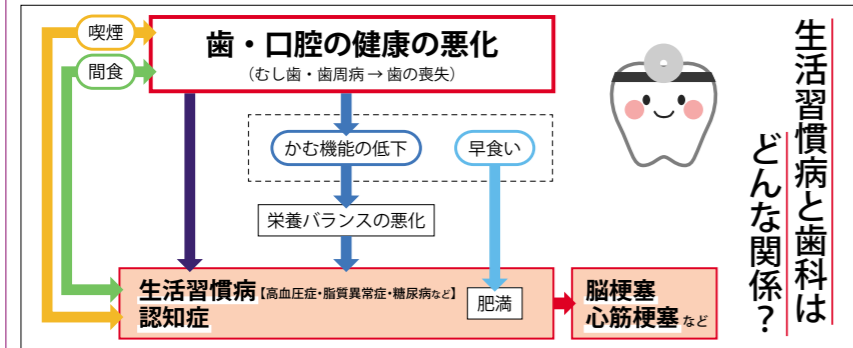 生活習慣病と歯科は
どんな関係?
喫煙
間食
歯・口腔の健康の悪化
(むし歯・歯周病→歯の喪失)
かむ機能の低下
早食い
栄養バランスの悪化
生活習慣病【高血圧症・脂質異常症・糖尿病など】
認知症
肥満
脳梗塞
心筋梗塞など